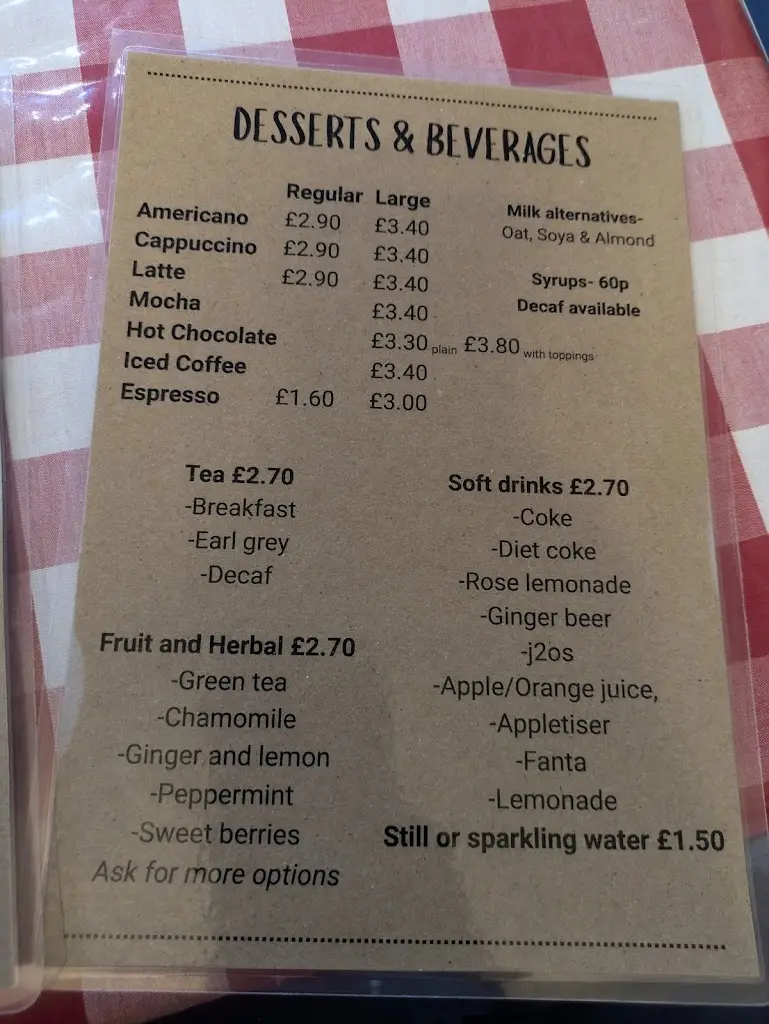 DESSERTS & BEVERAGES
Regular Large
Americano £2.90 £3.40
Cappuccino £2.90 £3.40
Latte £2.90 £3.40
Mocha £3.40
Hot Chocolate £3.30 plain £3.80 with toppings
Iced Coffee £3.40
Espresso £1.60 £3.00
Milk alternatives-
Oat, Soya & Almond
Syrups- 60p
Decaf available
Tea £2.70
-Breakfast
-Earl grey
-Decaf
Fruit and Herbal £2.70
-Green tea
-Chamomile
-Ginger and lemon
-Peppermint
-Sweet berries
Ask for more options
Soft drinks £2.70
-Coke
-Diet coke
-Rose lemonade
-Ginger beer
-j2os
-Apple/Orange juice,
-Appletiser
-Fanta
-Lemonade
Still or sparkling water £1.50